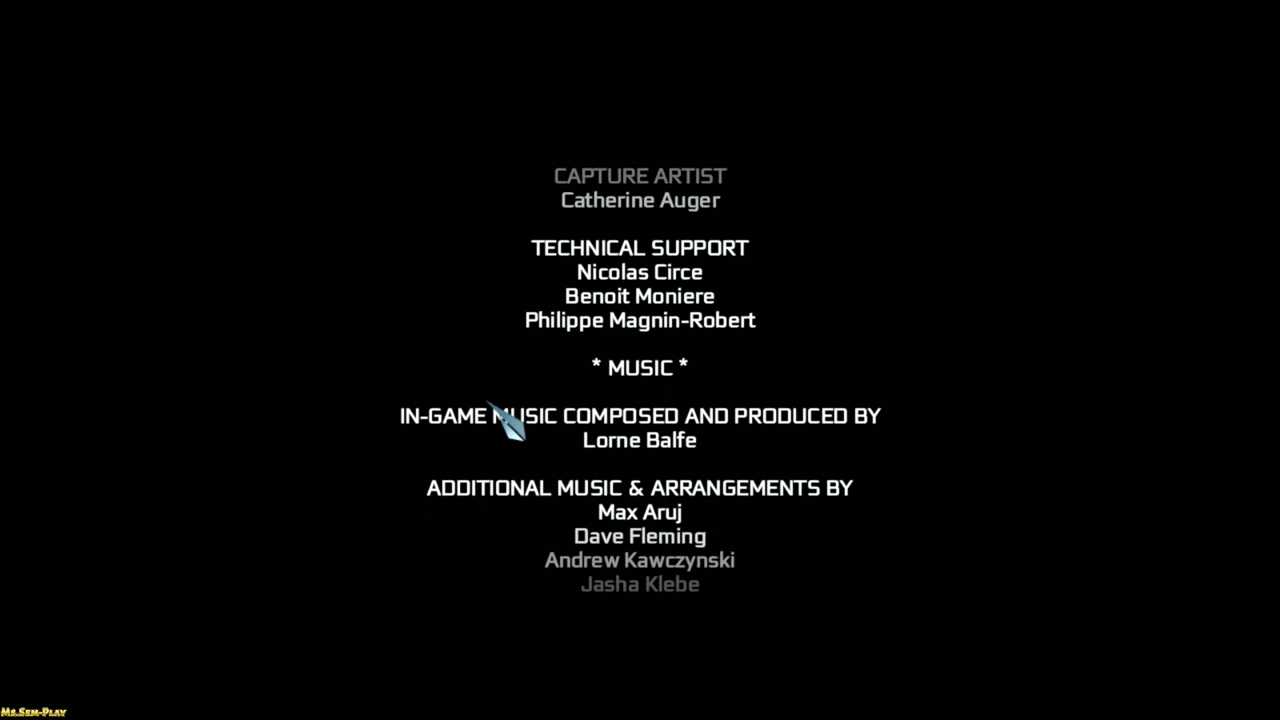 CAPTURE ARTIST
Catherine Auger
TECHNICAL SUPPORT
Nicolas Circe
Benoit Moniere
Philippe Magnin-Robert
* MUSIC *
IN-GAME MUSIC COMPOSED AND PRODUCED BY
Lorne Balfe
ADDITIONAL MUSIC & ARRANGEMENTS BY
Max Aruj
Dave Fleming
Andrew Kawczynski
Jasha Klebe
Ms.Sem-Play